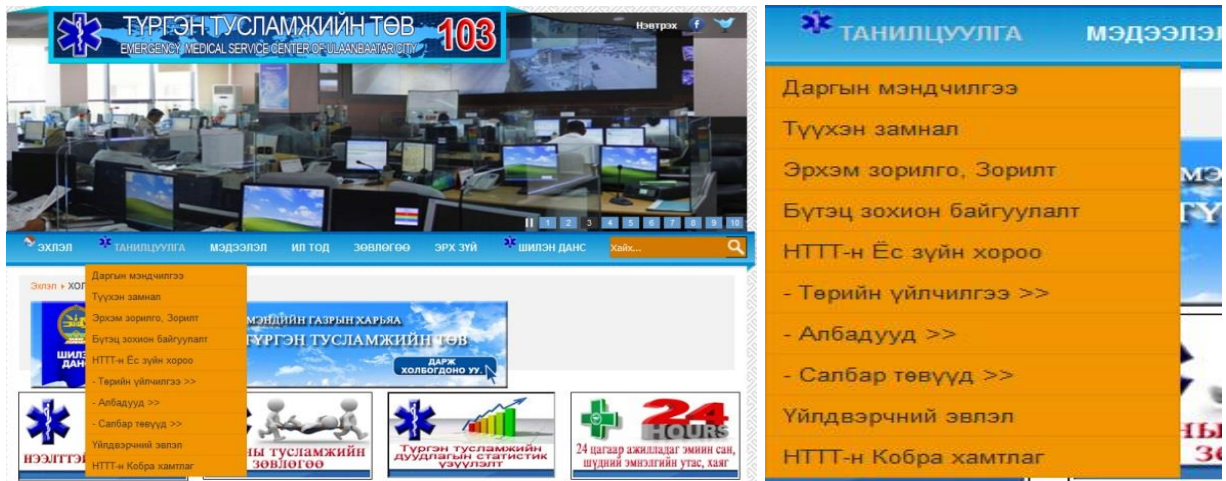 ТҮРГЭН ТУСЛАМЖИЙН ТӨВ 103
EMERGENCY MEDICAL SERVICE CENTER OF ULAANBAATAR CITY
Нэвтрэх
1 2 3 4 5 6 7 8 9 10
ЭХЛЭЛ ТАНИЛЦУУЛГА МЭДЭЭЛЭЛ ИЛ ТОД ЗӨВЛӨГӨӨ ЭРХ ЗҮЙ ШИЛЭН ДАНС Хайх...
Эхлэл
Даргын мэндчилгээ
Түүхэн замнал
Эрхэм зорилго, Зорилт
Бүтэц зохион байгуулалт
НТТТ-н Ёс зүйн хороо
- Төрийн үйлчилгээ >>
- Албадууд >>
- Салбар төвүүд >>
Үйлдвэрчний эвлэл
НТТТ-н Кобра хамтлаг
МЭНДИЙН ГАЗРЫН ХАРЬЯА
ТҮРГЭН ТУСЛАМЖИЙН ТӨВ
ДАРЖ
ХОЛБОГДОНО УУ.
ТУСЛАМЖИЙН
ЗӨВЛӨГӨӨ
Түргэн тусламжийн
дуудлагын статистик
үзүүлэлт
24 HOURS
24 цагаар ажилладаг эмийн сан,
шүдний эмнэлгийн утас, хаяг
ТАНИЛЦУУЛГА
Даргын мэндчилгээ
Түүхэн замнал
Эрхэм зорилго, Зорилт
Бүтэц зохион байгуулалт
НТТТ-н Ёс зүйн хороо
- Төрийн үйлчилгээ >>
- Албадууд >>
- Салбар төвүүд >>
Үйлдвэрчний эвлэл
НТТТ-н Кобра хамтлаг